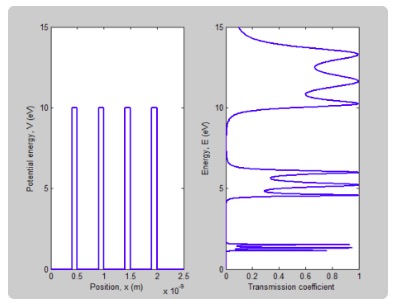 15
10
5
0
Potential energy, V (eV)
0 0.5 1 1.5 2 2.5
Position, x (m)
x 10⁻⁹
15
10
5
0
Energy, E (eV)
0 0.2 0.4 0.6 0.8 1
Transmission coefficient